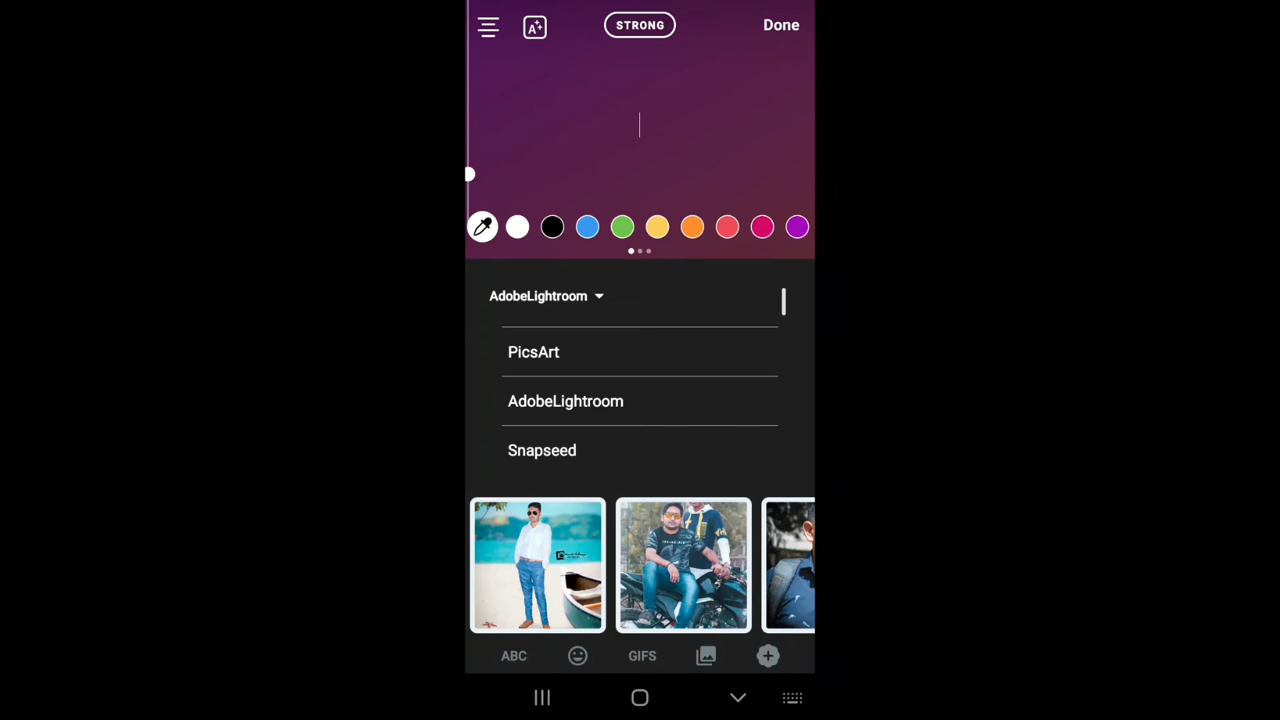 STRONG
Done
AdobeLightroom
PicsArt
AdobeLightroom
Snapseed
ABC
GIFS